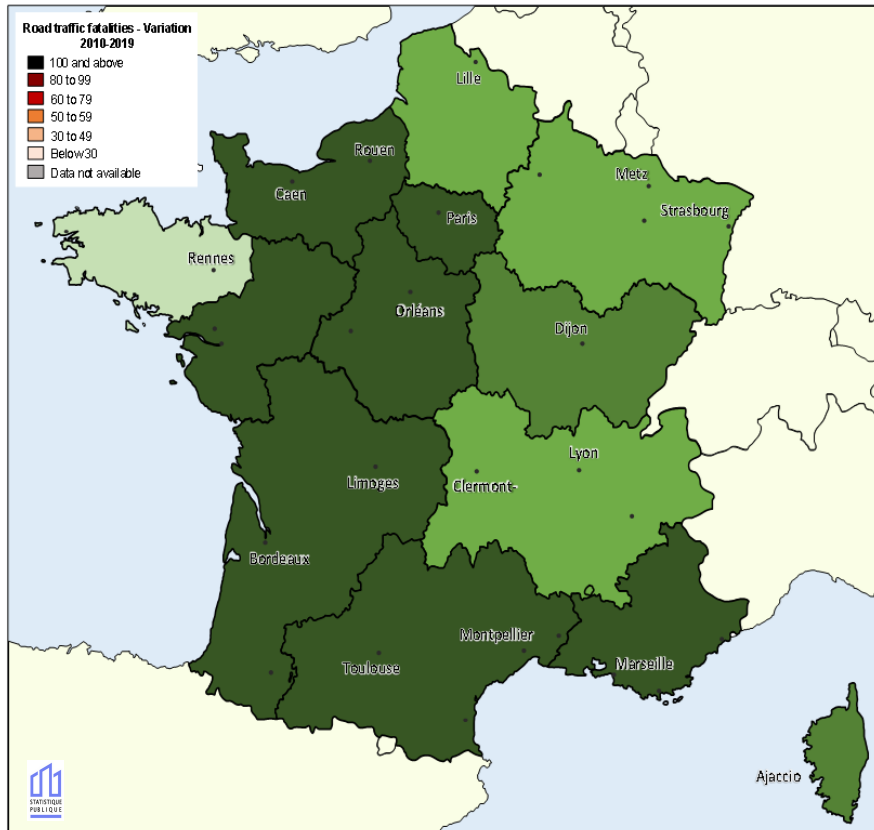 Road traffic fatalities - Variation
2010-2019
100 and above
80 to 99
60 to 79
50 to 59
30 to 49
Below 30
Data not available
Lille
Rouen
Caen
Metz
Strasbourg
Paris
Rennes
Orléans
Dijon
Lyon
Limoges
Clermont-
Bordeaux
Montpellier
Toulouse
Marseille
Ajaccio
STATISTIQUE
PUBLIQUE